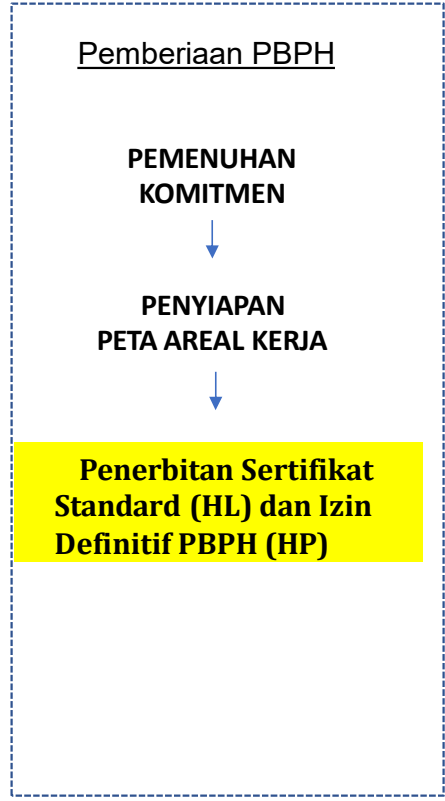 Pemberiaan PBPH
PEMENUHAN
KOMITMEN
PENYIAPAN
PETA AREAL KERJA
Penerbitan Sertifikat
Standard (HL) dan Izin
Definitif PBPH (HP)